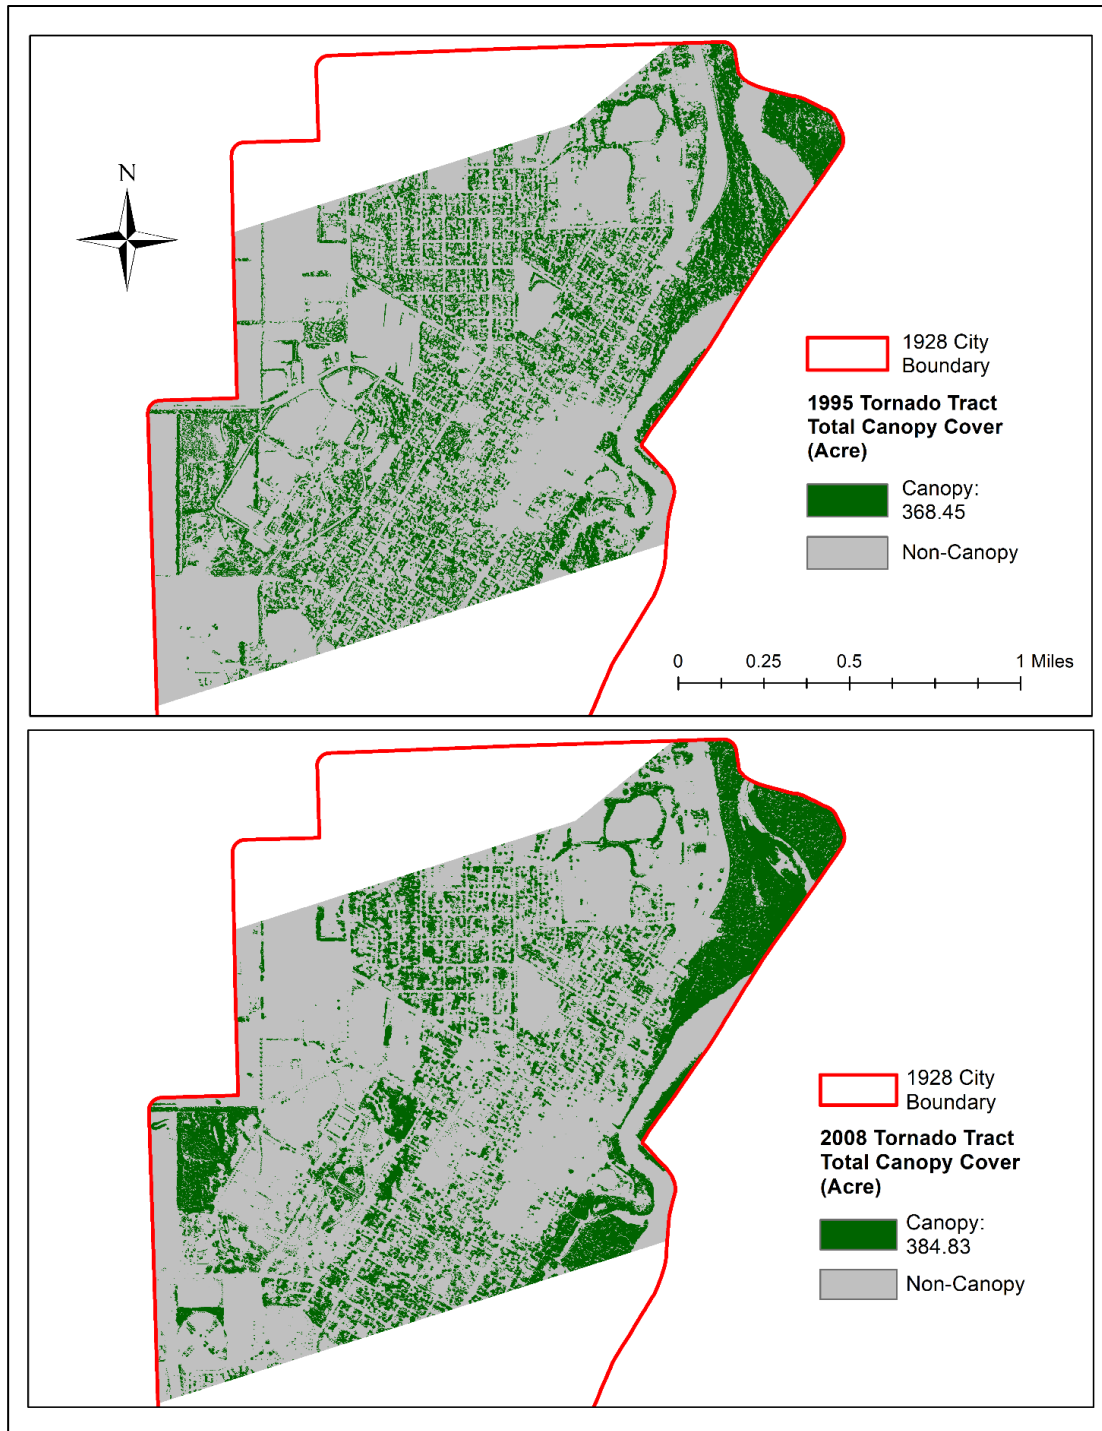 N
1928 City
Boundary
1995 Tornado Tract
Total Canopy Cover
(Acre)
Canopy:
368.45
Non-Canopy
0 0.25 0.5 1 Miles
1928 City
Boundary
2008 Tornado Tract
Total Canopy Cover
(Acre)
Canopy:
384.83
Non-Canopy